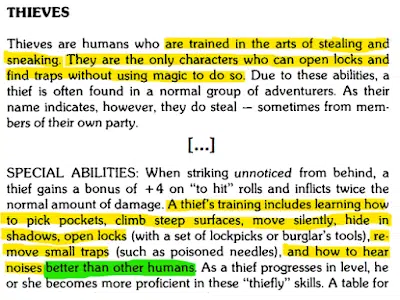 THIEVES
Thieves are humans who are trained in the arts of stealing and
sneaking. They are the only characters who can open locks and
find traps without using magic to do so. Due to these abilities, a
thief is often found in a normal group of adventurers. As their
name indicates, however, they do steal — sometimes from mem-
bers of their own party.
[...]
SPECIAL ABILITIES: When striking unnoticed from behind, a
thief gains a bonus of +4 on "to hit" rolls and inflicts twice the
normal amount of damage. A thief's training includes learning how
to pick pockets, climb steep surfaces, move silently, hide in
shadows, open locks (with a set of lockpicks or burglar's tools), re-
move small traps (such as poisoned needles), and how to hear
noises better than other humans. As a thief progresses in level, he
or she becomes more proficient in these "thiefly" skills. A table for